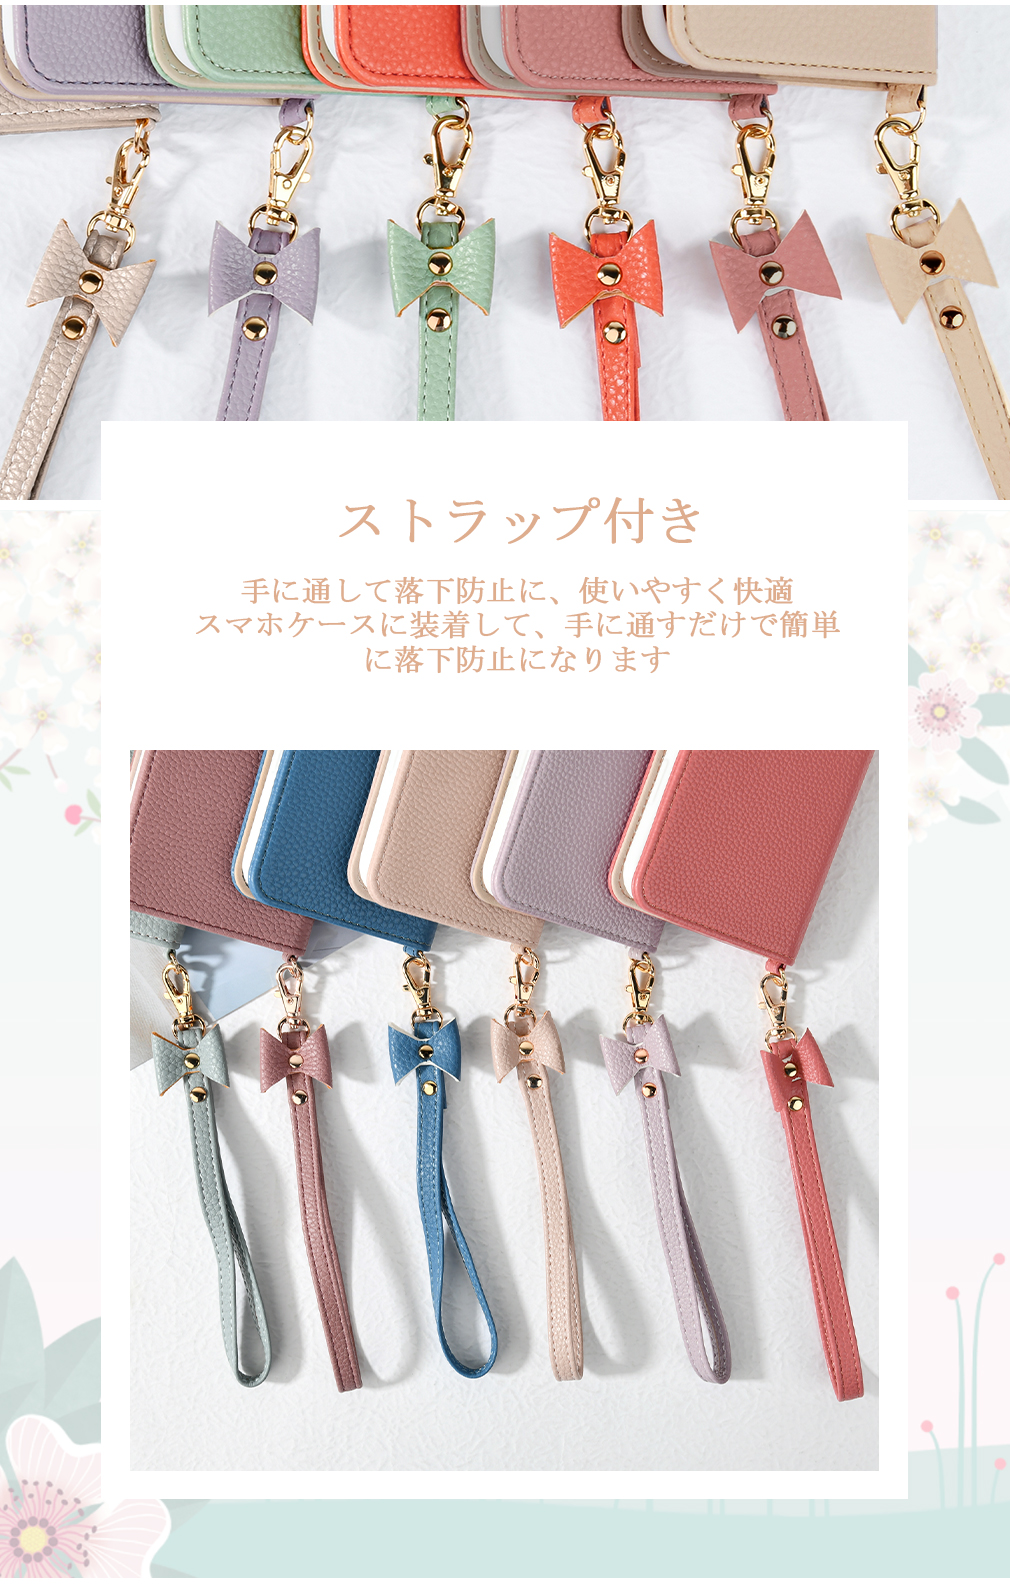 ストラップ付き
手に通して落下防止に、使いやすく快適
スマホケースに装着して、手に通すだけで簡単
に落下防止になります